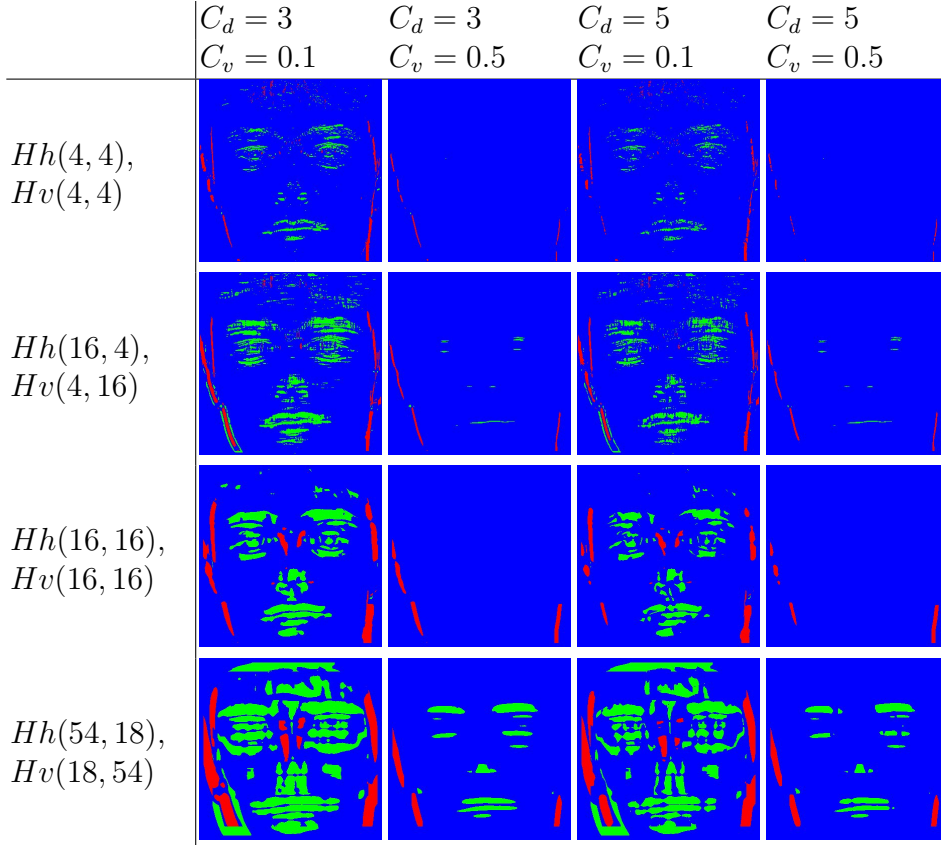 C_d = 3 C_d = 3 C_d = 5 C_d = 5
C_v = 0.1 C_v = 0.5 C_v = 0.1 C_v = 0.5
Hh(4, 4),
Hv(4, 4)
Hh(16, 4),
Hv(4, 16)
Hh(16, 16),
Hv(16, 16)
Hh(54, 18),
Hv(18, 54)